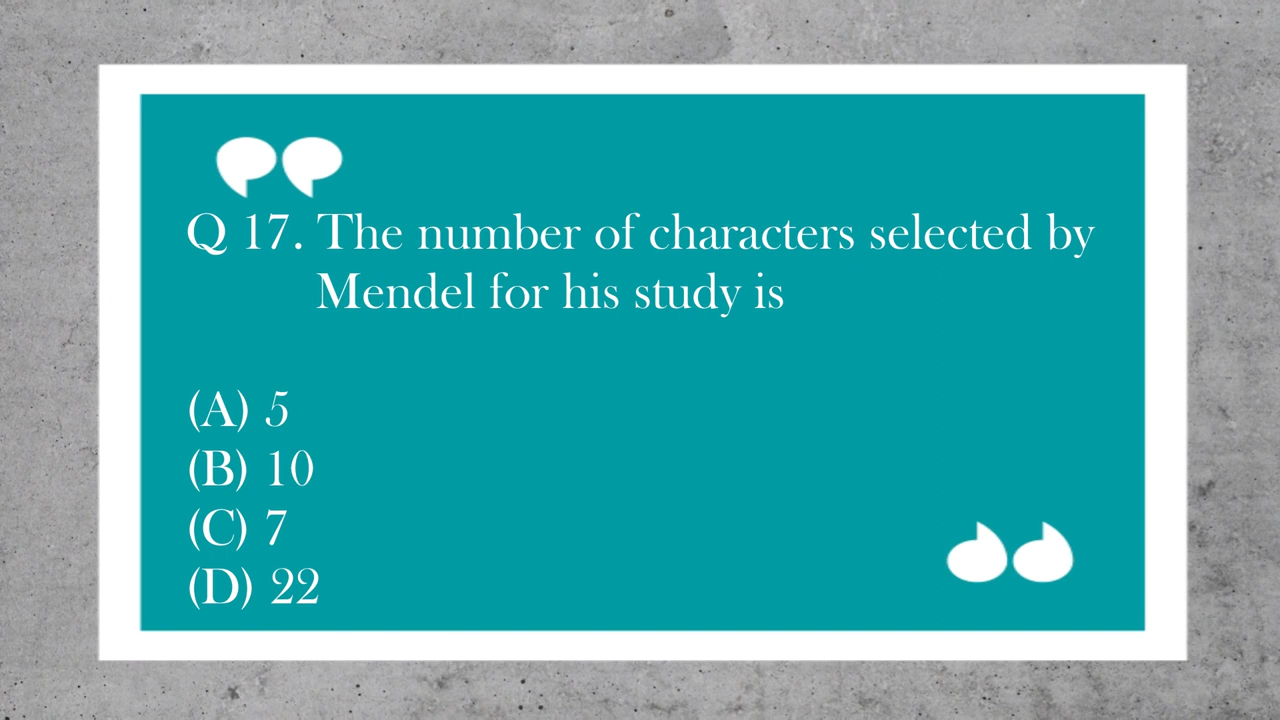 Q 17. The number of characters selected by
Mendel for his study is
(A) 5
(B) 10
(C) 7
(D) 22